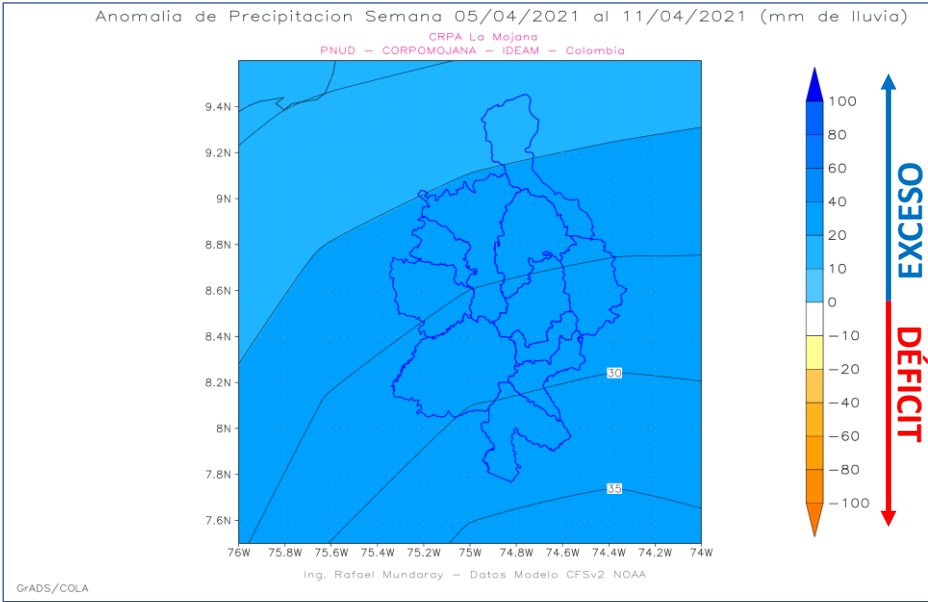 Anomalia de Precipitacion Semana 05/04/2021 al 11/04/2021 (mm de lluvia)
CRPA La Mojana
PNUD – CORPOMOJANA – IDEAM – Colombia
9.4N
9.2N
9N
8.8N
8.6N
8.4N
8.2N
8N
7.8N
7.6N
30
35
76W 75.8W 75.6W 75.4W 75.2W 75W 74.8W 74.6W 74.4W 74.2W 74W
100
80
60
40
20
10
0
−10
−20
−40
−60
−80
−100
EXCESO
DÉFICIT
Ing. Rafael Mundaray – Datos Modelo CFSv2 NOAA
GrADS/COLA